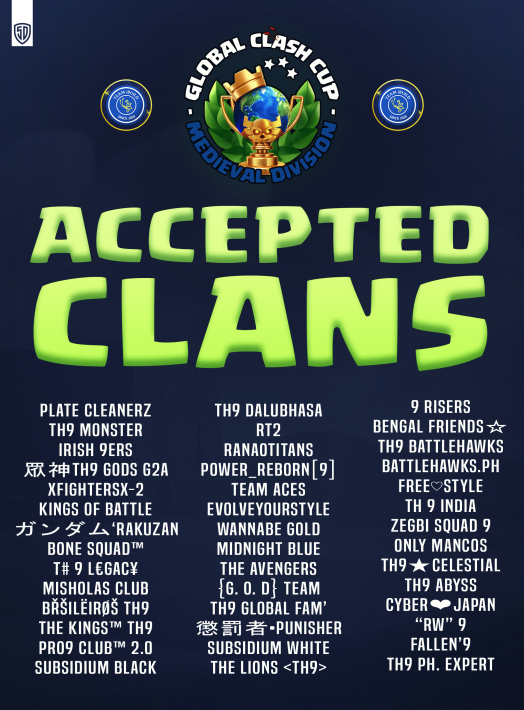 GLOBAL CLASH CUP
MEDIEVAL DIVISION
ACCEPTED
CLANS
PLATE CLEANERZ
TH9 MONSTER
IRISH 9ERS
眾神TH9 GODS G2A
XFIGHTERSX-2
KINGS OF BATTLE
ガンダム‘RAKUZAN
BONE SQUAD™
T# 9 L€GAC¥
MISHOLAS CLUB
BŘŠILËIRØŠ TH9
THE KINGS™ TH9
PRO9 CLUB™ 2.0
SUBSIDIUM BLACK
TH9 DALUBHASA
RT2
RANAOTITANS
POWER_REBORN[9]
TEAM ACES
EVOLVEYOURSTYLE
WANNABE GOLD
MIDNIGHT BLUE
THE AVENGERS
{G. O. D} TEAM
TH9 GLOBAL FAM’
懲罰者•PUNISHER
SUBSIDIUM WHITE
THE LIONS <TH9>
9 RISERS
BENGAL FRIENDS☆
TH9 BATTLEHAWKS
BATTLEHAWKS.PH
FREE♡STYLE
TH 9 INDIA
ZEGBI SQUAD 9
ONLY MANCOS
TH9★CELESTIAL
TH9 ABYSS
CYBER❤JAPAN
“RW” 9
FALLEN’9
TH9 PH. EXPERT